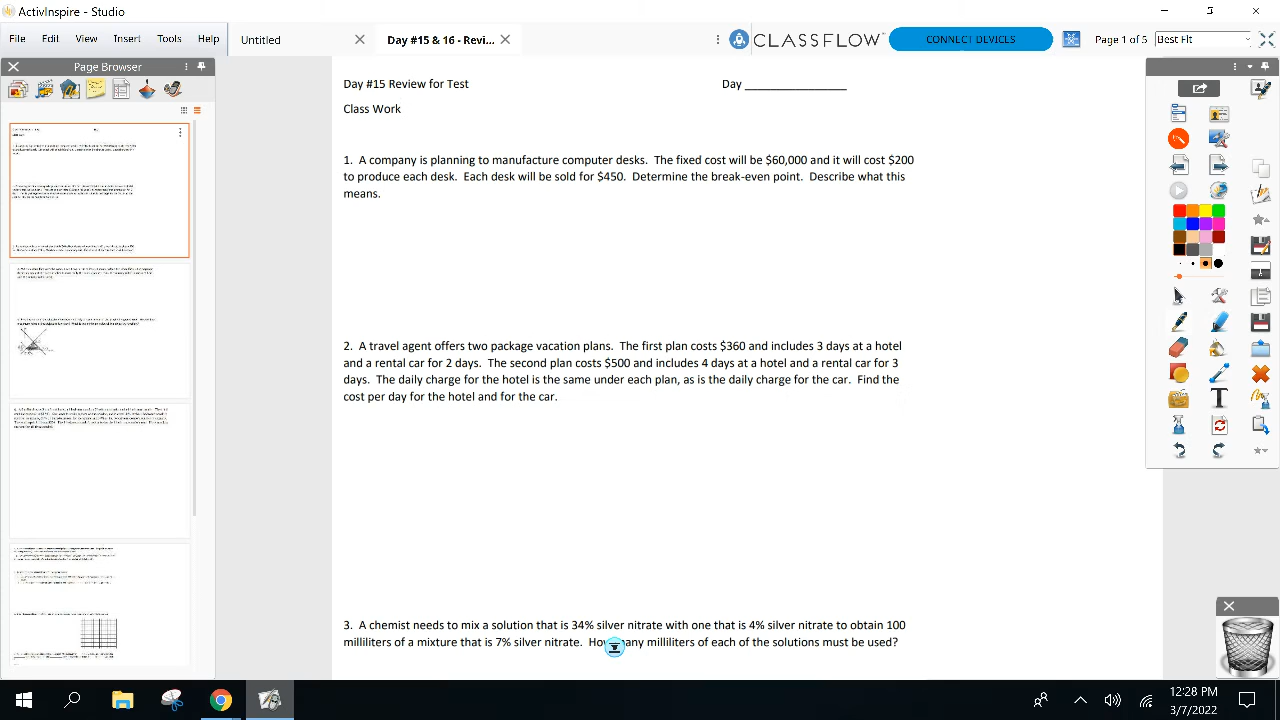 ActivInspire - Studio
File Edit View Insert Tools Help
Untitled
Day #15 & 16 - Revi...
CLASSFLOW
CONNECT DEVICES
Page 1 of 5
Best Fit
Page Browser
Day #15 Review for Test Day _________________
Class Work
1. A company is planning to manufacture computer desks. The fixed cost will be $60,000 and it will cost $200
to produce each desk. Each desk will be sold for $450. Determine the break-even point. Describe what this
means.
2. A travel agent offers two package vacation plans. The first plan costs $360 and includes 3 days at a hotel
and a rental car for 2 days. The second plan costs $500 and includes 4 days at a hotel and a rental car for 3
days. The daily charge for the hotel is the same under each plan, as is the daily charge for the car. Find the
cost per day for the hotel and for the car.
3. A chemist needs to mix a solution that is 34% silver nitrate with one that is 4% silver nitrate to obtain 100
milliliters of a mixture that is 7% silver nitrate. How many milliliters of each of the solutions must be used?
12:28 PM
3/7/2022